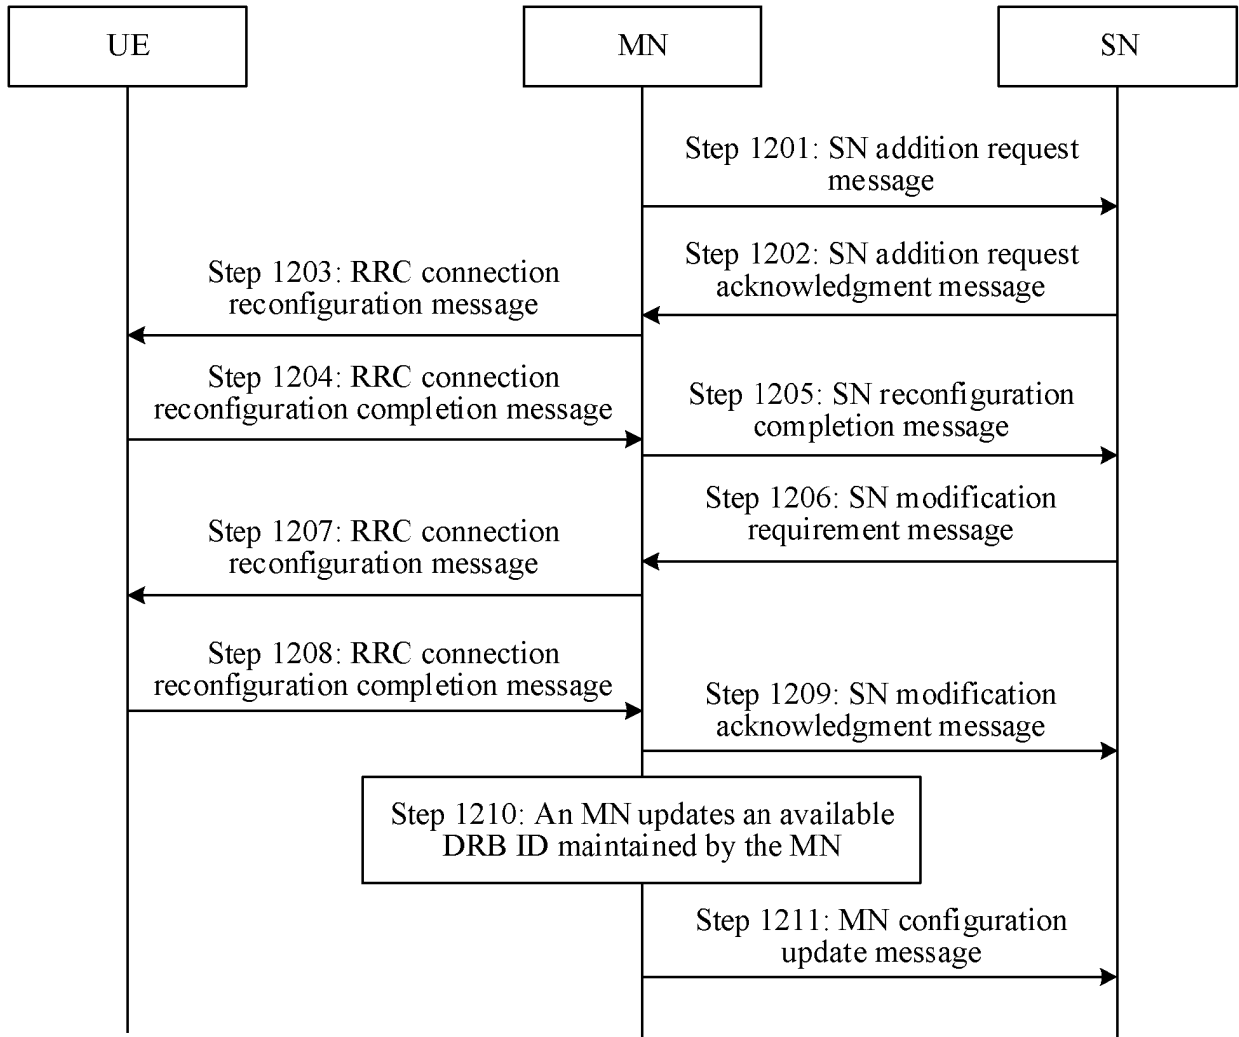 UE
MN
SN
Step 1201: SN addition request
message
Step 1202: SN addition request
acknowledgment message
Step 1203: RRC connection
reconfiguration message
Step 1204: RRC connection
reconfiguration completion message
Step 1205: SN reconfiguration
completion message
Step 1206: SN modification
requirement message
Step 1207: RRC connection
reconfiguration message
Step 1208: RRC connection
reconfiguration completion message
Step 1209: SN modification
acknowledgment message
Step 1210: An MN updates an available
DRB ID maintained by the MN
Step 1211: MN configuration
update message